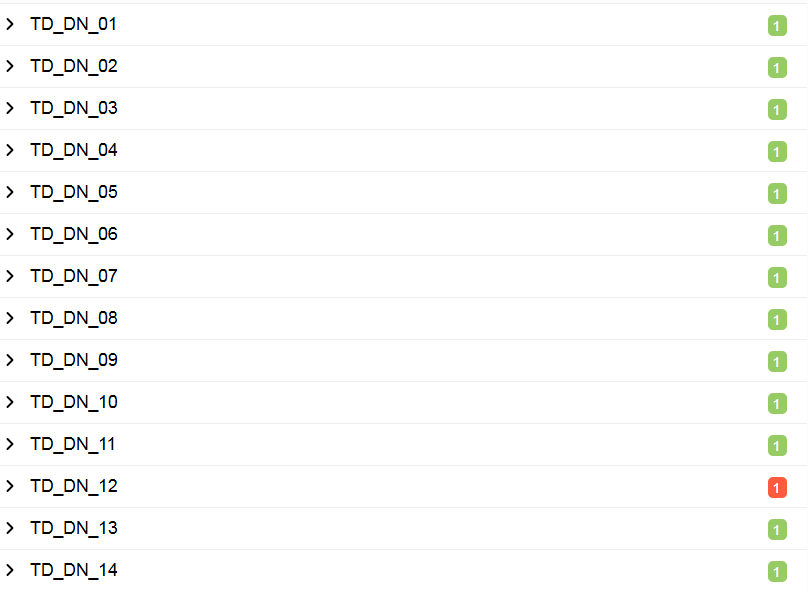 TD_DN_01 1
TD_DN_02 1
TD_DN_03 1
TD_DN_04 1
TD_DN_05 1
TD_DN_06 1
TD_DN_07 1
TD_DN_08 1
TD_DN_09 1
TD_DN_10 1
TD_DN_11 1
TD_DN_12 1
TD_DN_13 1
TD_DN_14 1